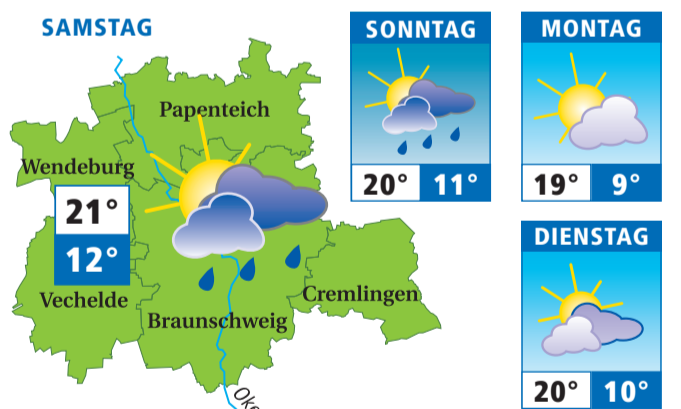 SAMSTAG
Papenteich
Wendeburg
21°
12°
Vechelde
Braunschweig
Cremlingen
SONNTAG
20° 11°
MONTAG
19° 9°
DIENSTAG
20° 10°